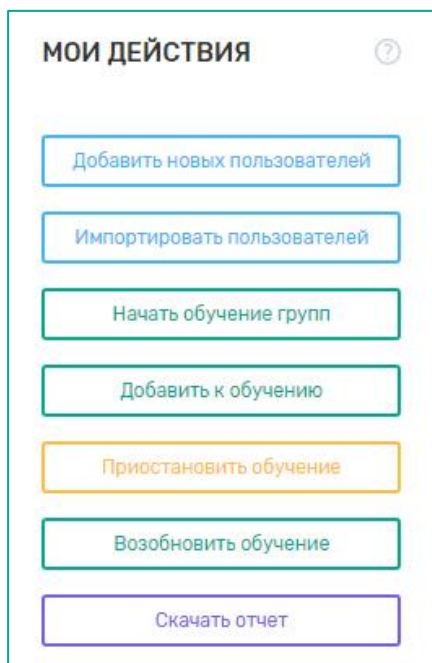 МОИ ДЕЙСТВИЯ ?
Добавить новых пользователей
Импортировать пользователей
Начать обучение групп
Добавить к обучению
Приостановить обучение
Возобновить обучение
Скачать отчет